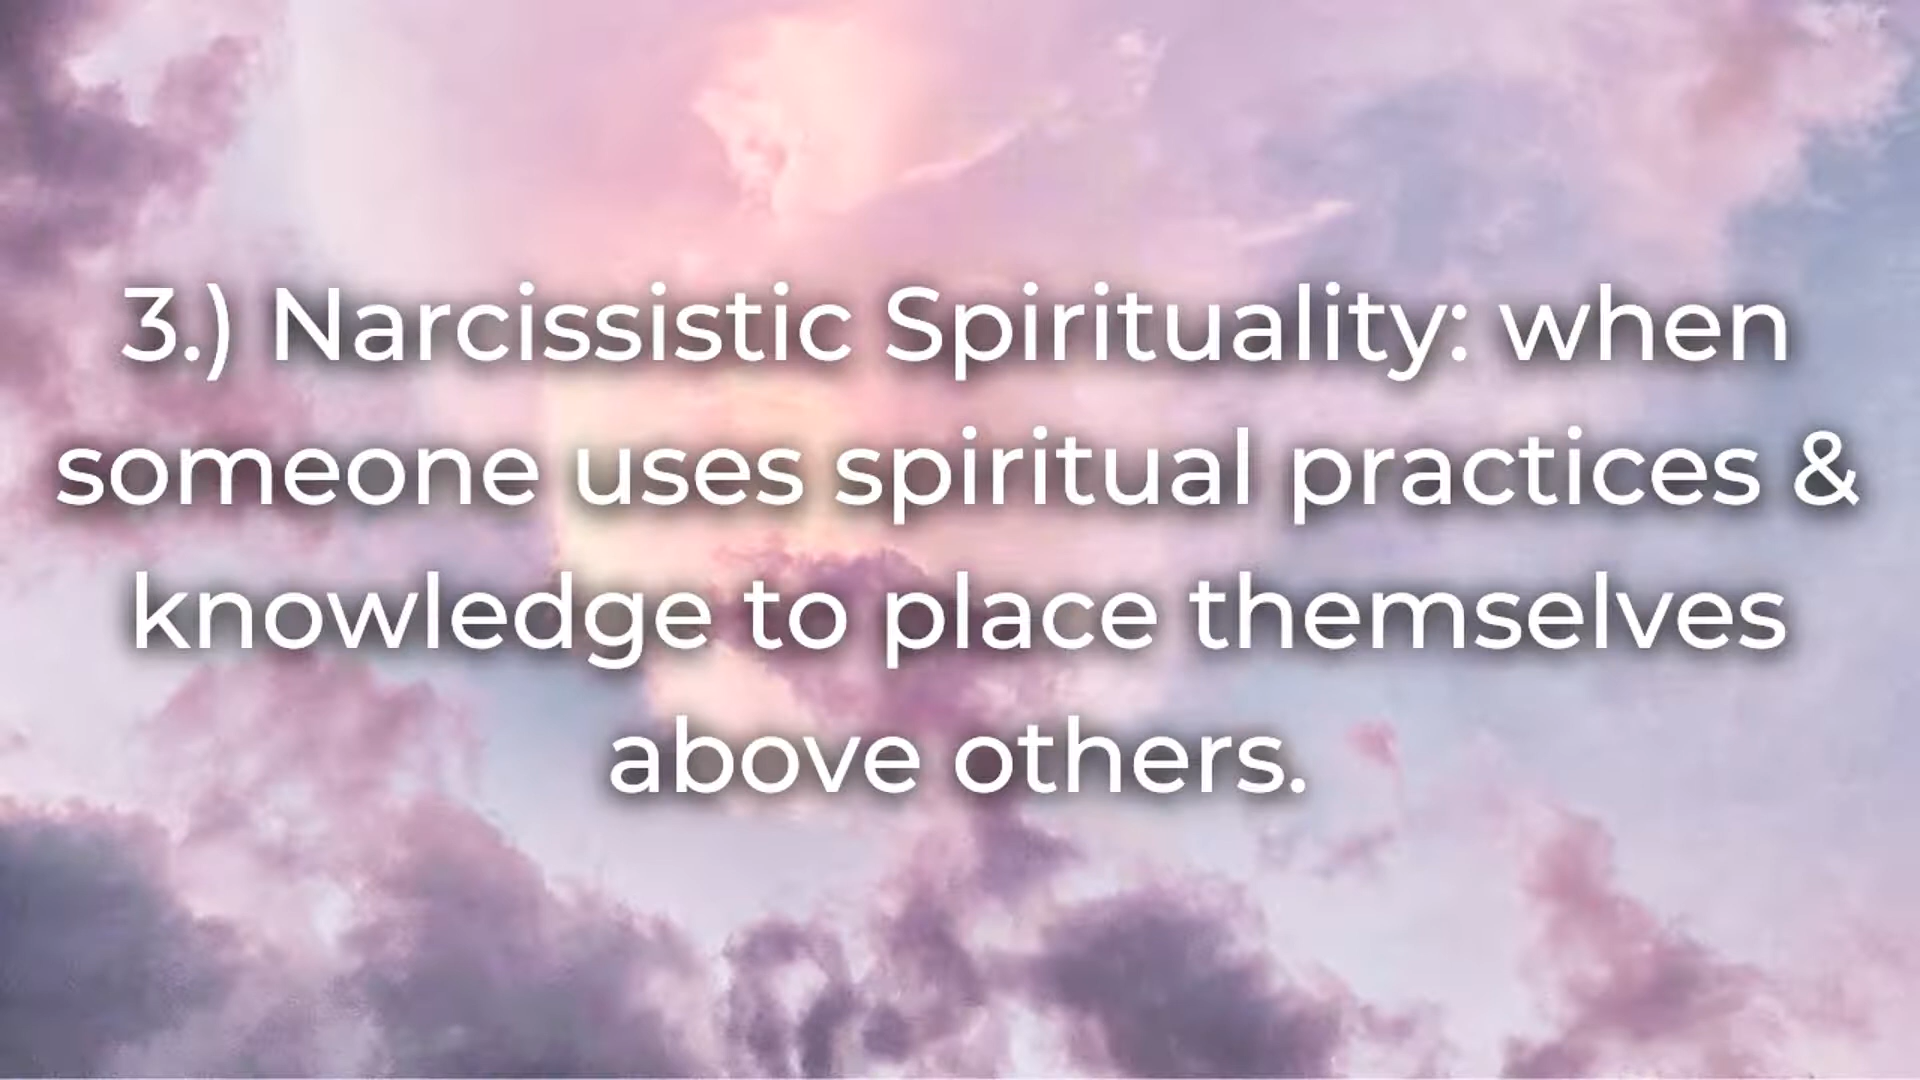 3.) Narcissistic Spirituality: when
someone uses spiritual practices &
knowledge to place themselves
above others.